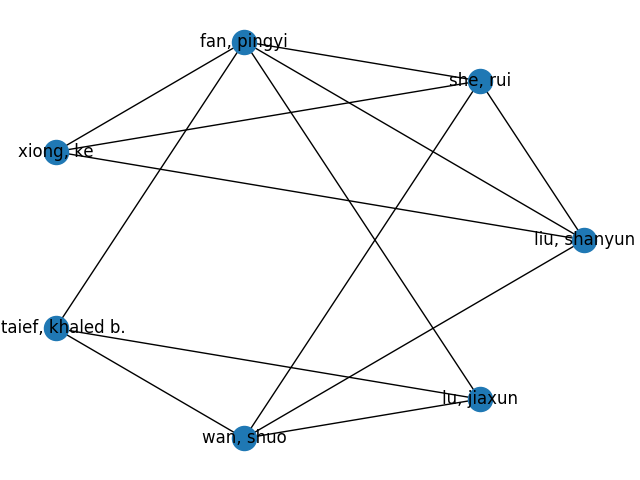 fan, pingyi
she, rui
xiong, ke
liu, shanyun
taief, khaled b.
lu, jiaxun
wan, shuo